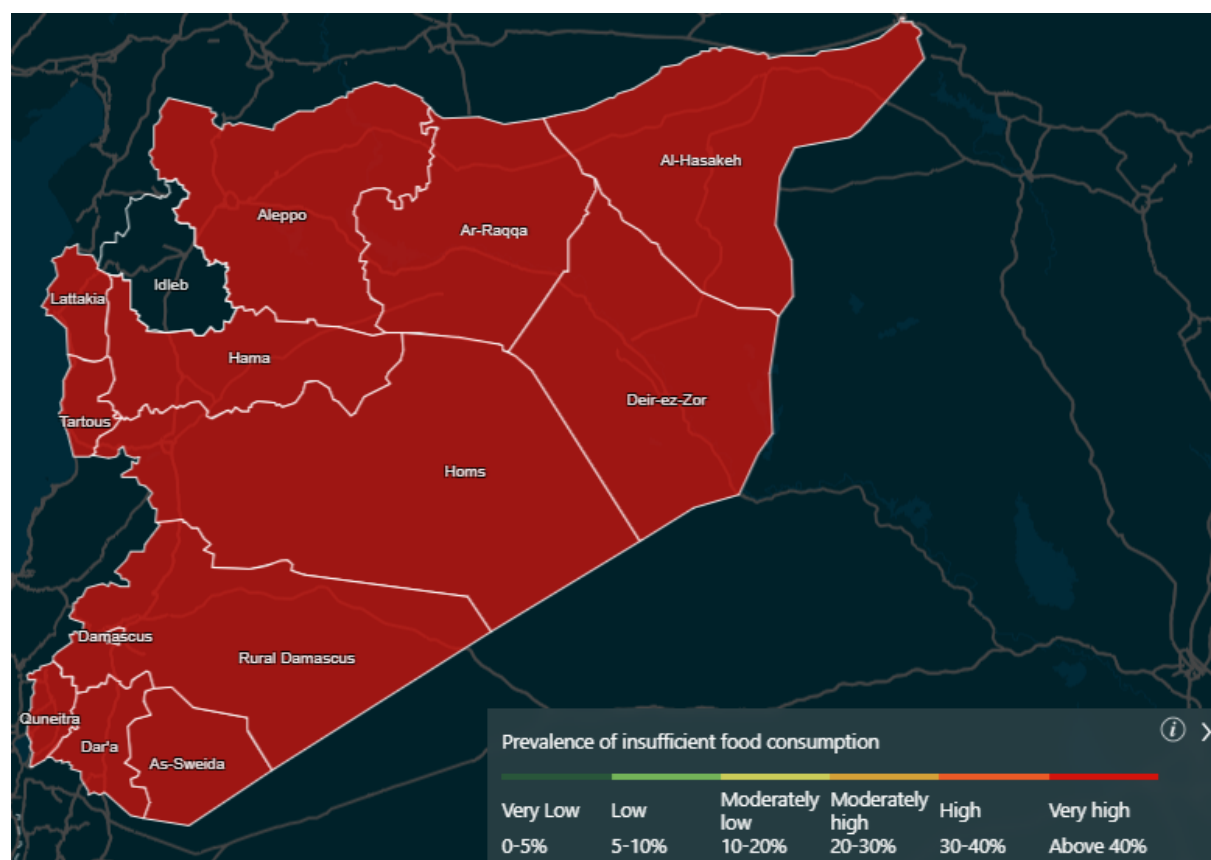 Al-Hasakeh
Aleppo
Ar-Raqqa
Idleb
Lattakia
Hama
Deir-ez-Zor
Tartous
Homs
Damascus
Rural Damascus
Quneitra
Dar'a
As-Sweida
Prevalence of insufficient food consumption
Very Low
0-5%
Low
5-10%
Moderately
low
10-20%
Moderately
high
20-30%
High
30-40%
Very high
Above 40%